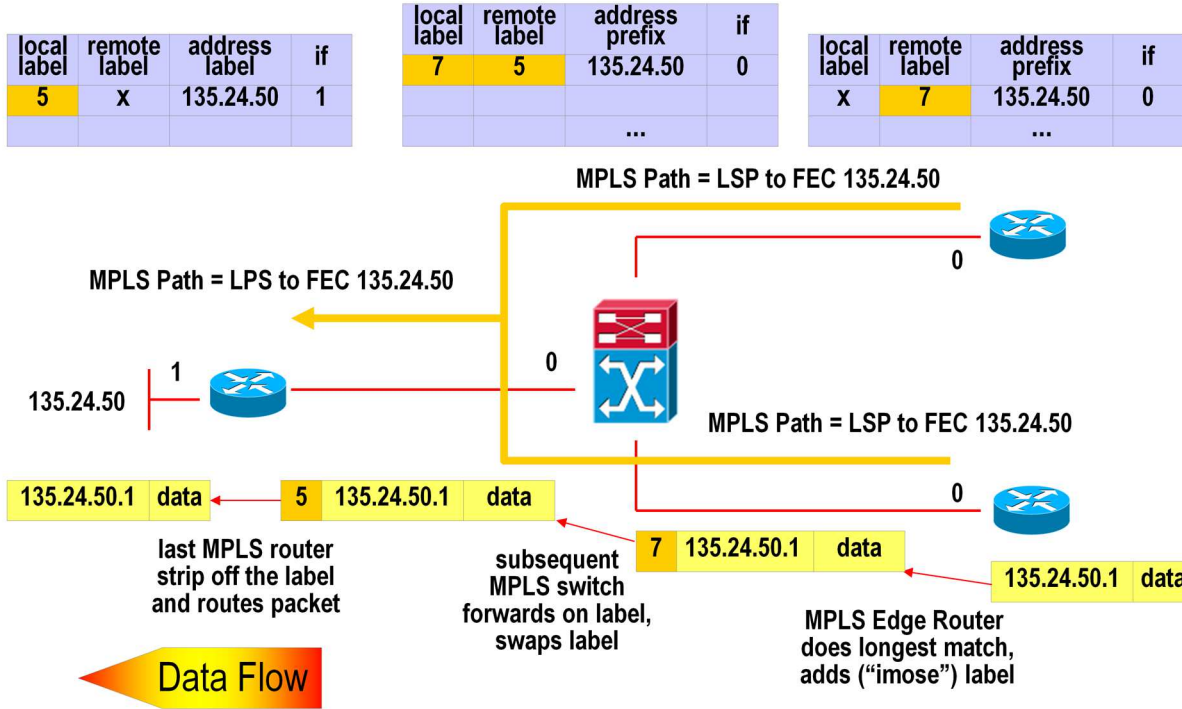 local label remote label address label if
5 x 135.24.50 1
local label remote label address prefix if
7 5 135.24.50 0
...
local label remote label address prefix if
x 7 135.24.50 0
...
MPLS Path = LSP to FEC 135.24.50
0
MPLS Path = LPS to FEC 135.24.50
1
0
135.24.50
MPLS Path = LSP to FEC 135.24.50
0
135.24.50.1 data
5 135.24.50.1 data
7 135.24.50.1 data
135.24.50.1 data
last MPLS router
strip off the label
and routes packet
subsequent
MPLS switch
forwards on label,
swaps label
MPLS Edge Router
does longest match,
adds (“imose”) label
Data Flow